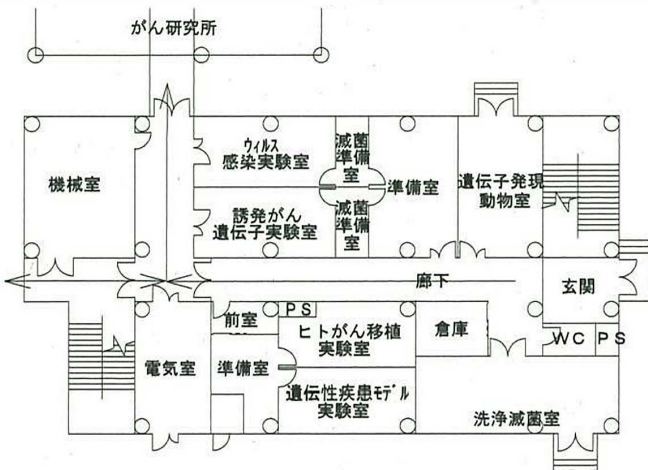 がん研究所
機械室
ウィルス
感染実験室
滅菌
準備
室
準備室
遺伝子発現
動物室
誘発がん
遺伝子実験室
滅菌
準備
室
廊下
玄関
電気室
前室
PS
ヒトがん移植
実験室
倉庫
WC PS
準備室
遺伝性疾患モデル
実験室
洗浄滅菌室